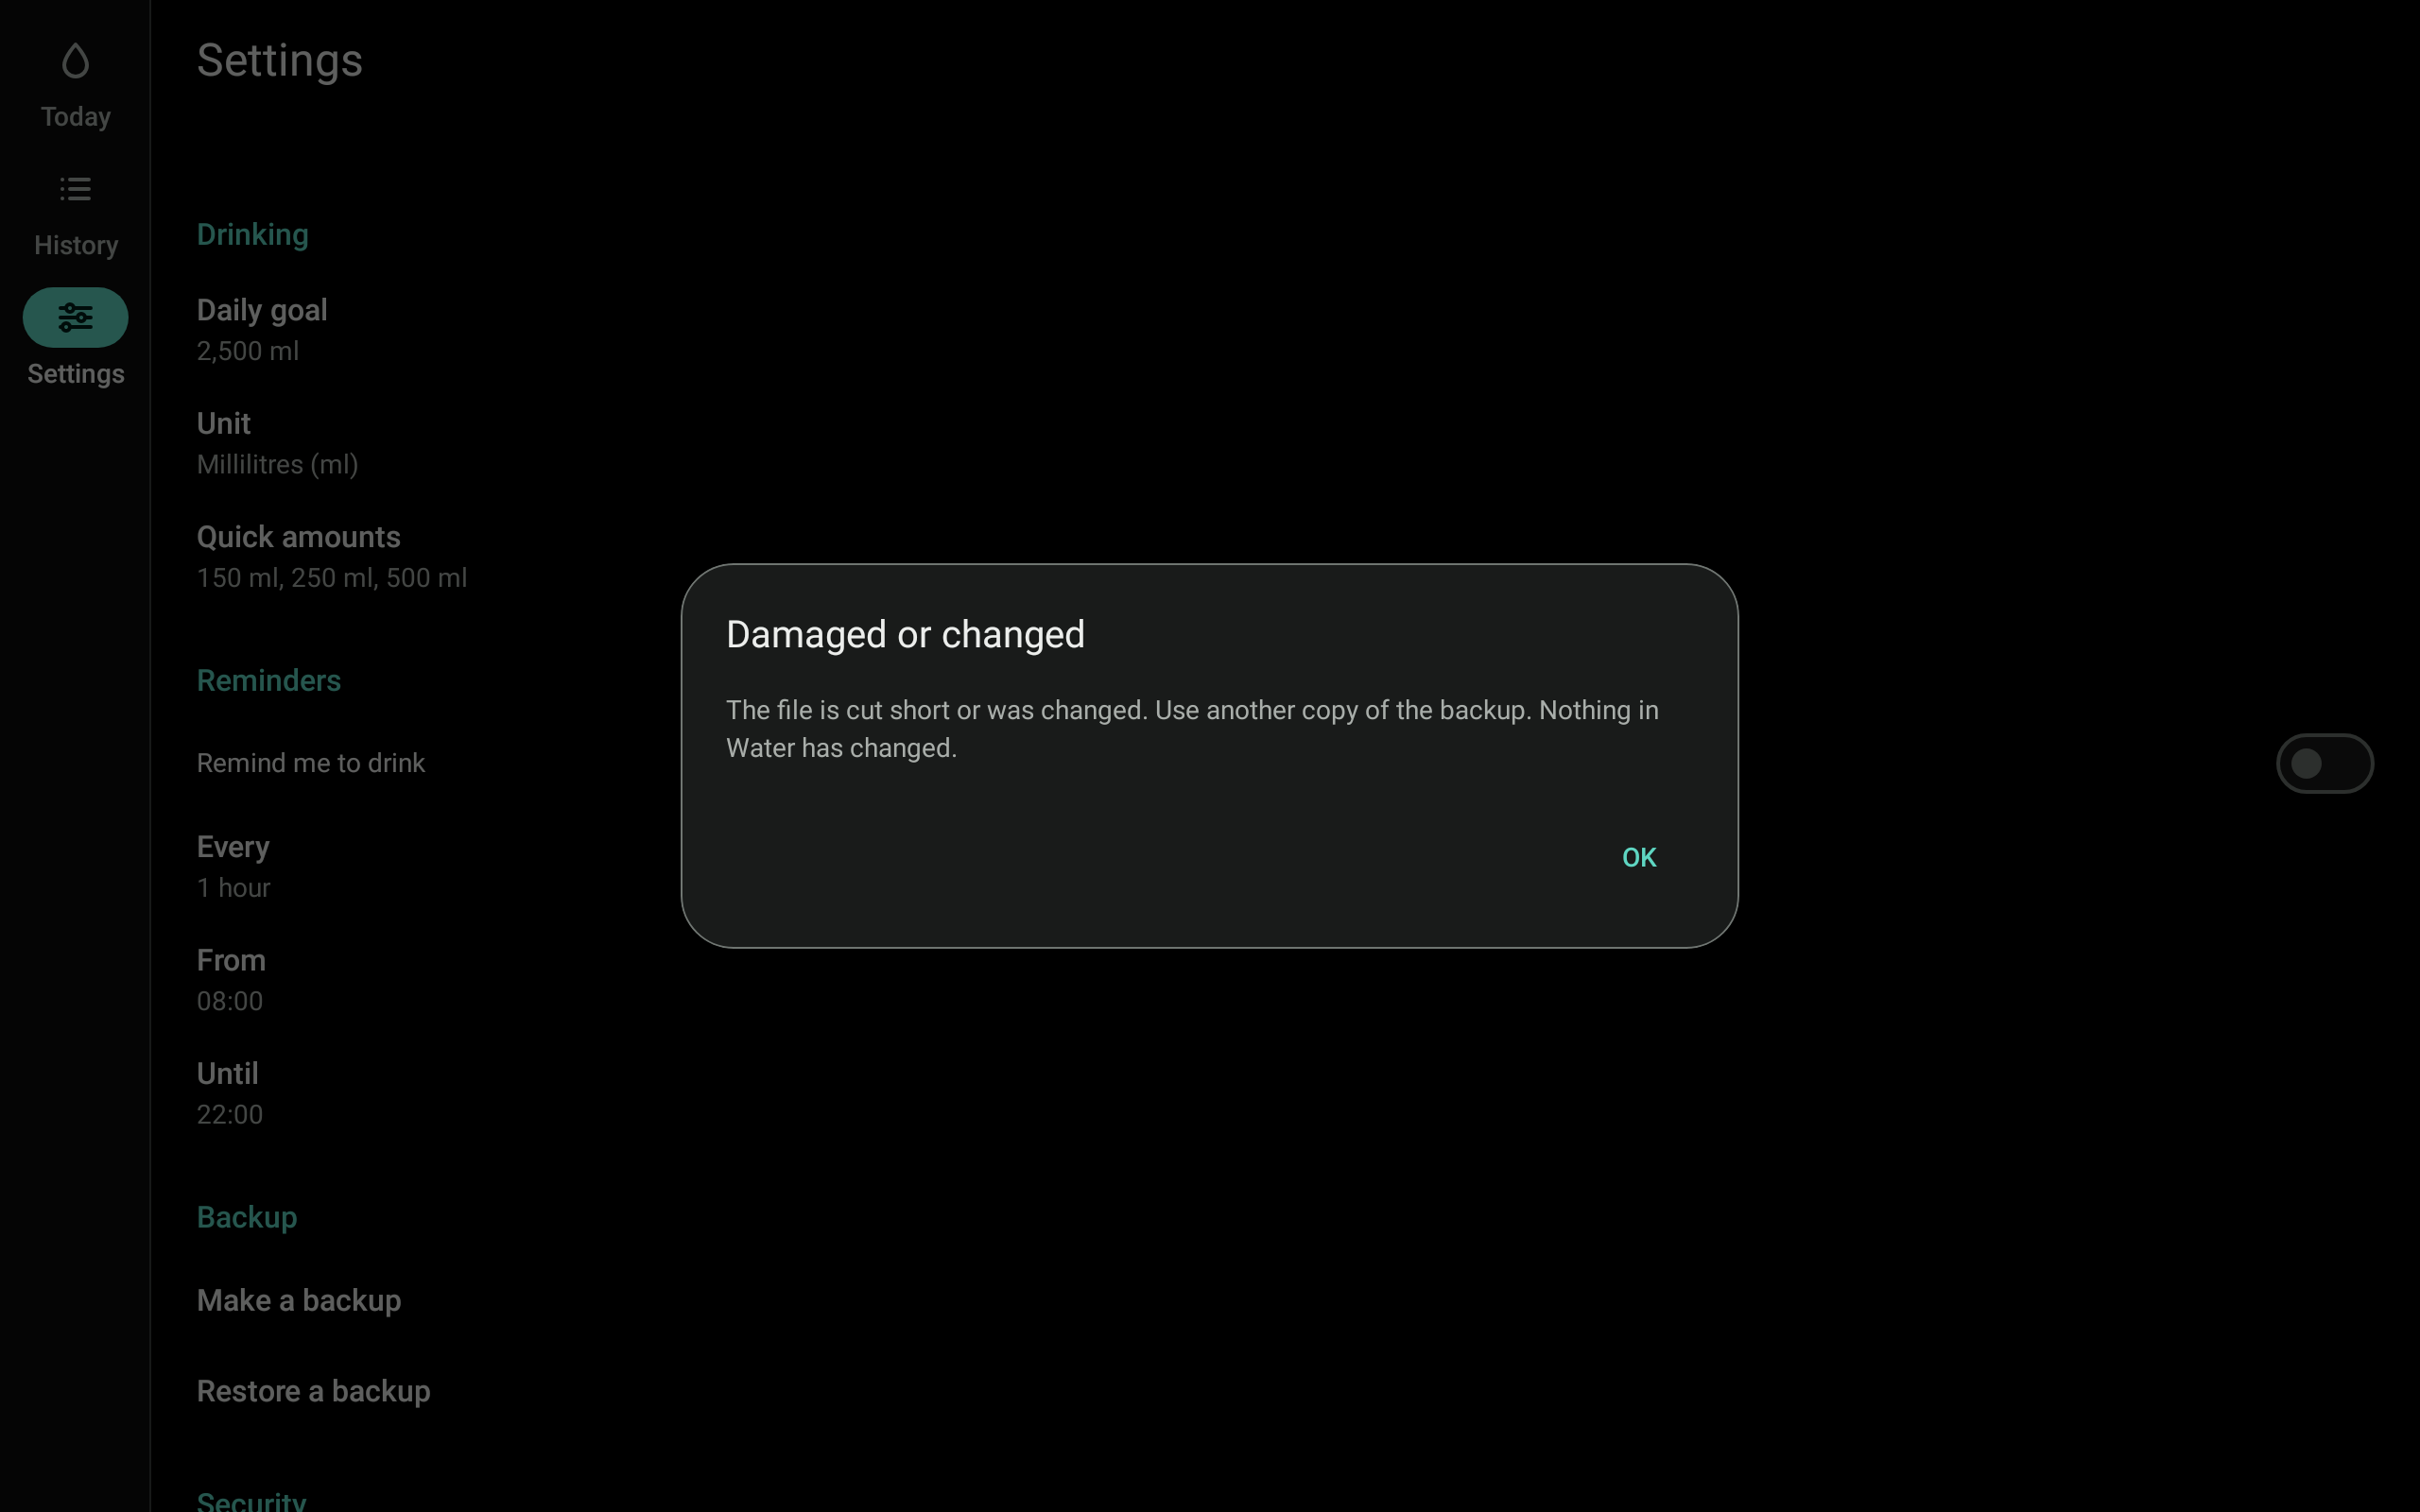 Today
History
Settings
Settings
Drinking
Daily goal
2,500 ml
Unit
Millilitres (ml)
Quick amounts
150 ml, 250 ml, 500 ml
Reminders
Remind me to drink
Every
1 hour
From
08:00
Until
22:00
Backup
Make a backup
Restore a backup
Security
Damaged or changed
The file is cut short or was changed. Use another copy of the backup. Nothing in
Water has changed.
OK